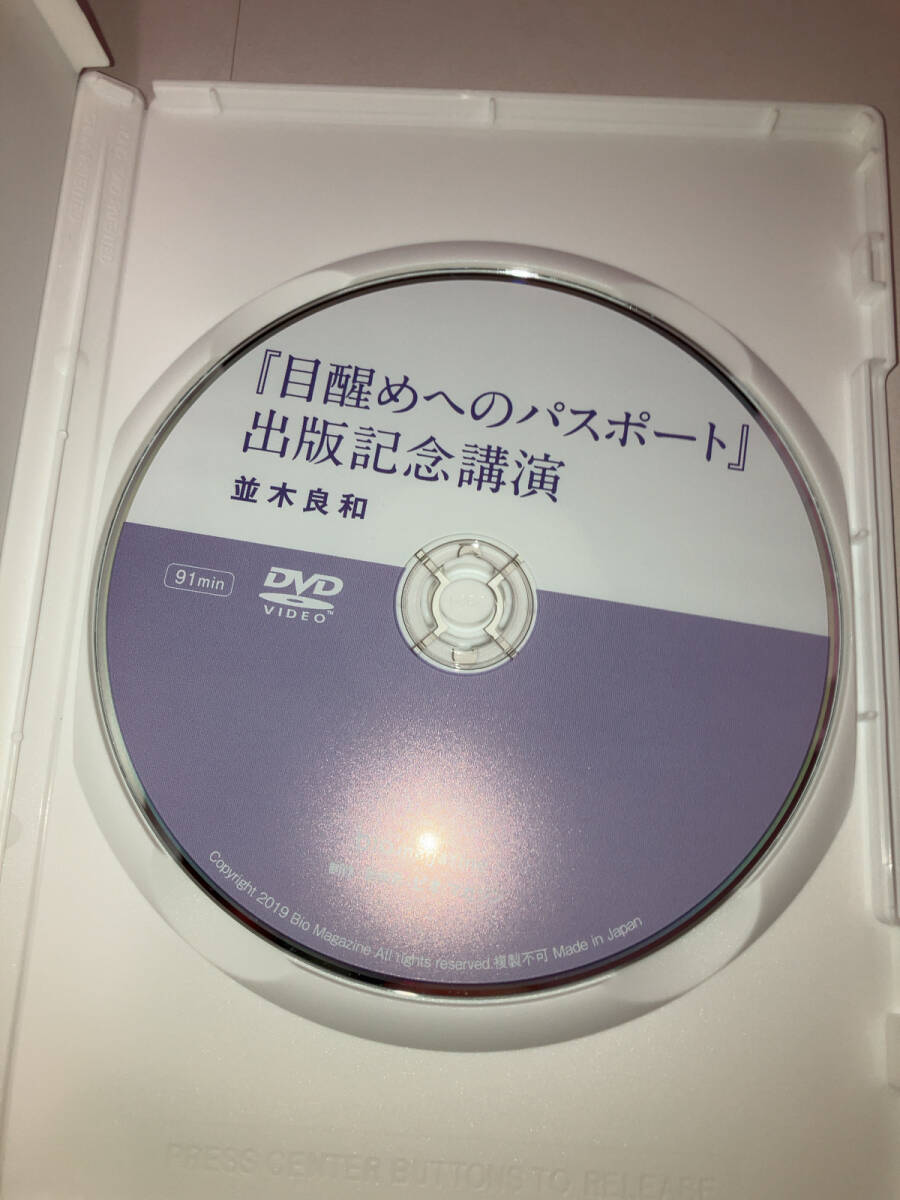 『目醒めへのパスポート』
出版記念講演
並木良和
91min
DVD
VIDEO™
Copyright 2019 Bio Magazine All rights reserved.複製不可 Made in Japan
PRESS CENTER BUTTONS TO RELEASE